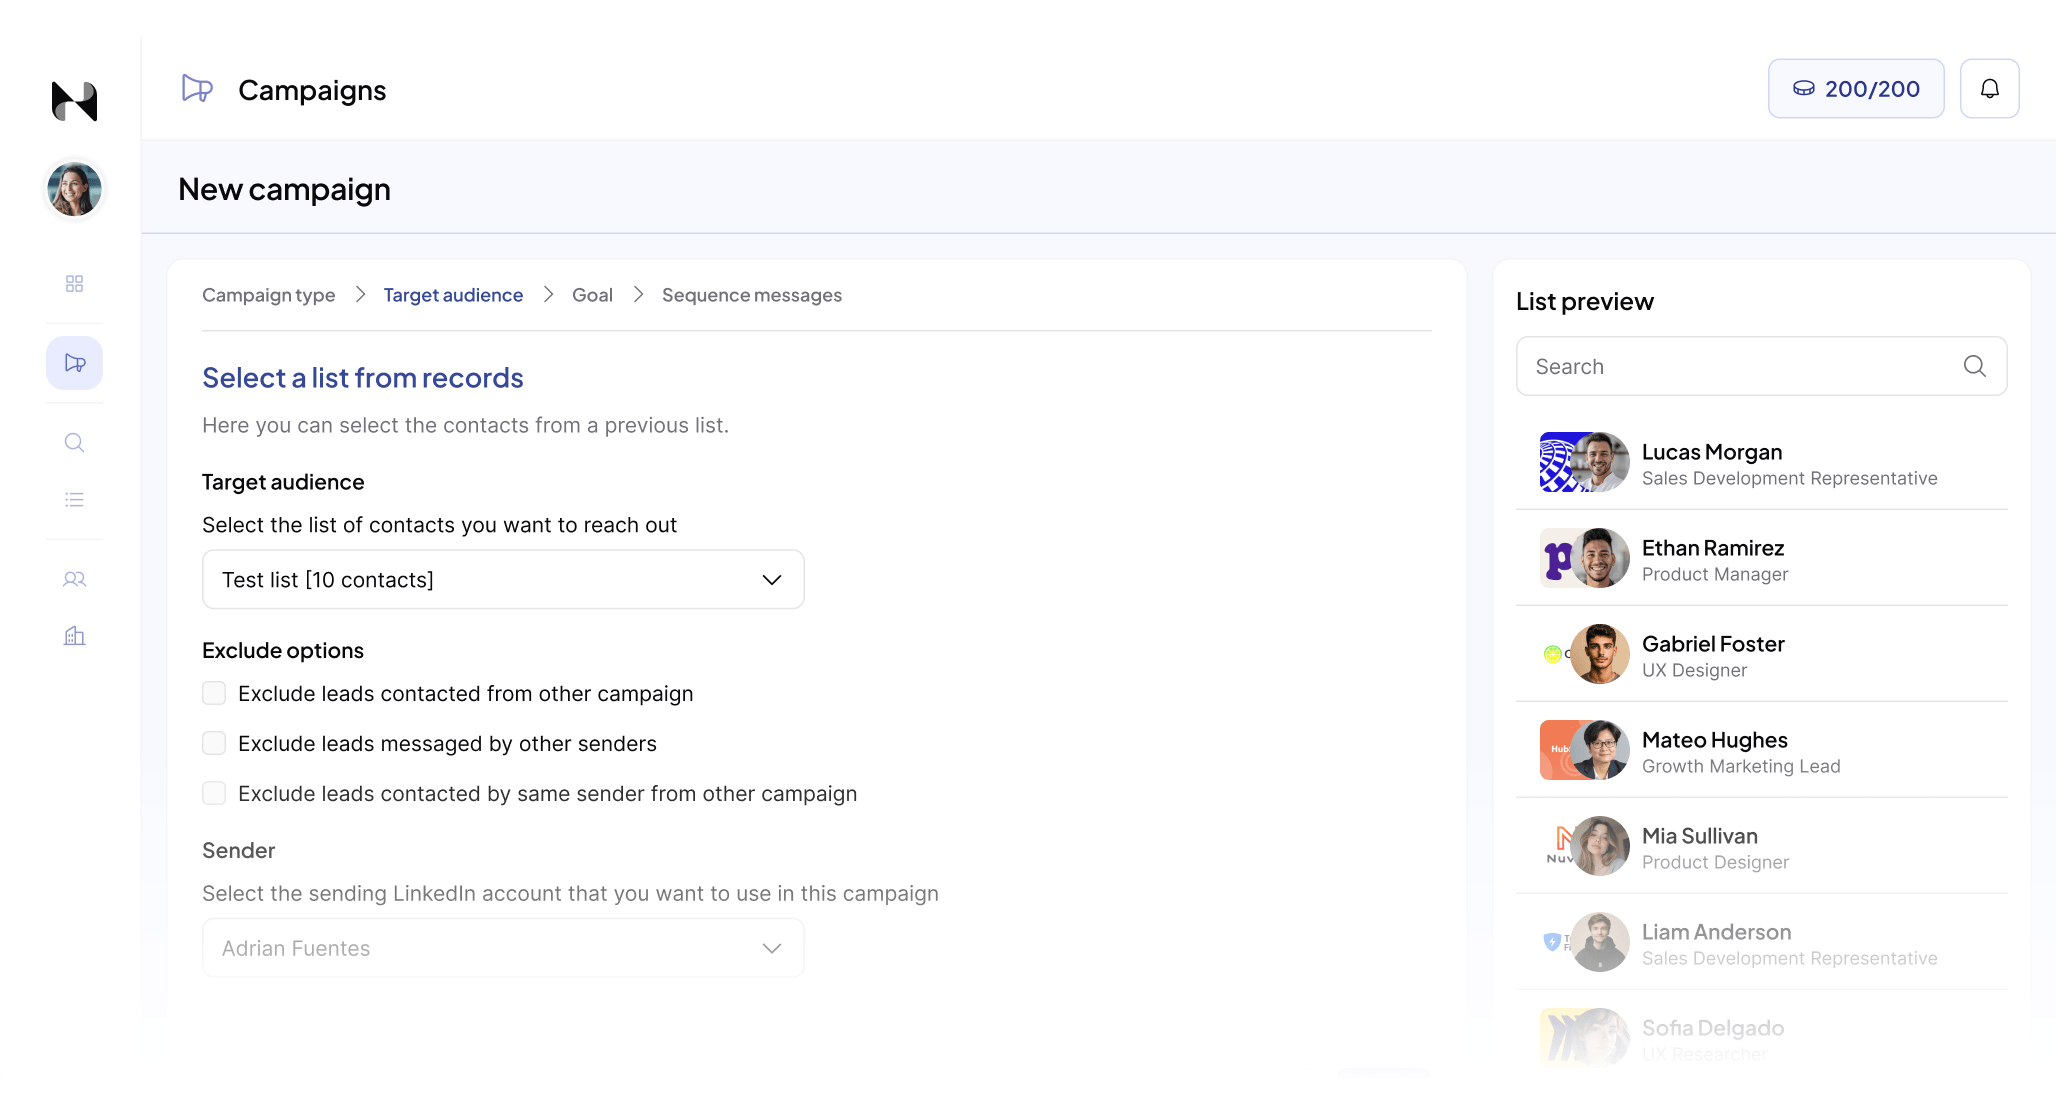 Campaigns
200/200
New campaign
Campaign type
Target audience
Goal
Sequence messages
Select a list from records
Here you can select the contacts from a previous list.
Target audience
Select the list of contacts you want to reach out
Test list [10 contacts]
Exclude options
Exclude leads contacted from other campaign
Exclude leads messaged by other senders
Exclude leads contacted by same sender from other campaign
Sender
Select the sending LinkedIn account that you want to use in this campaign
Adrian Fuentes
List preview
Search
Lucas Morgan
Sales Development Representative
Ethan Ramirez
Product Manager
Gabriel Foster
UX Designer
Mateo Hughes
Growth Marketing Lead
Mia Sullivan
Product Designer
Liam Anderson
Sales Development Representative
Sofia Delgado
UX Researcher